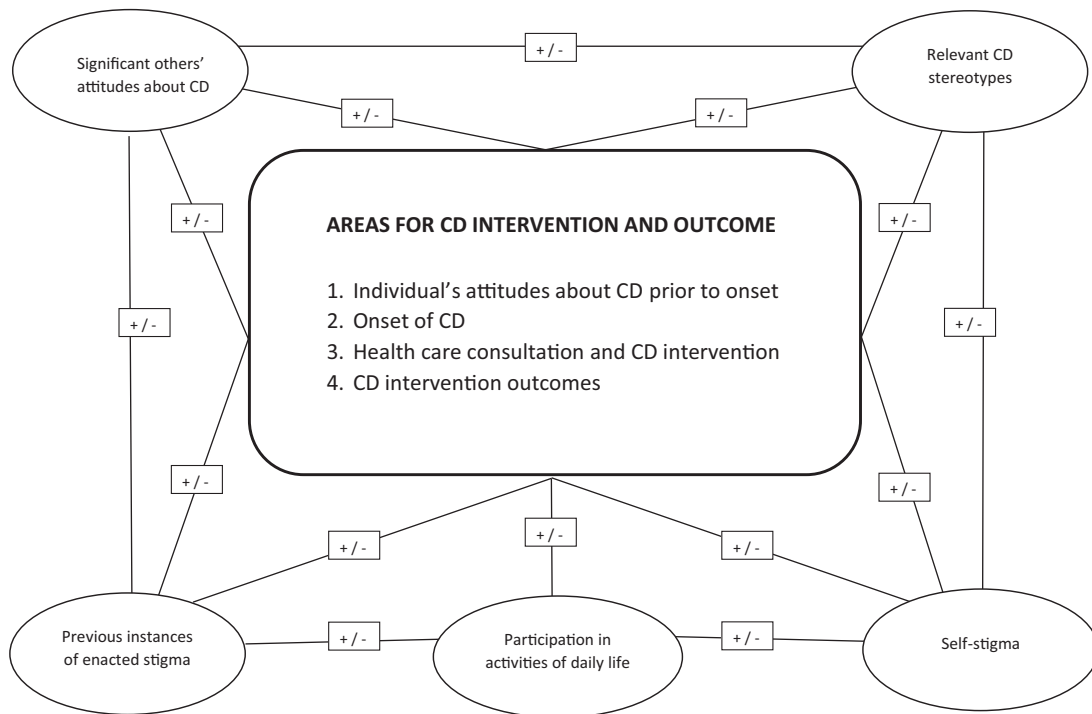 Significant others’
attitudes about CD
+ / -
Relevant CD
stereotypes
+ / -
+ / -
+ / -
+ / -
AREAS FOR CD INTERVENTION AND OUTCOME
1. Individual’s attitudes about CD prior to onset
2. Onset of CD
3. Health care consultation and CD intervention
4. CD intervention outcomes
+ / -
+ / -
+ / -
+ / -
+ / -
+ / -
+ / -
Previous instances
of enacted stigma
+ / -
Participation in
activities of daily life
+ / -
Self-stigma